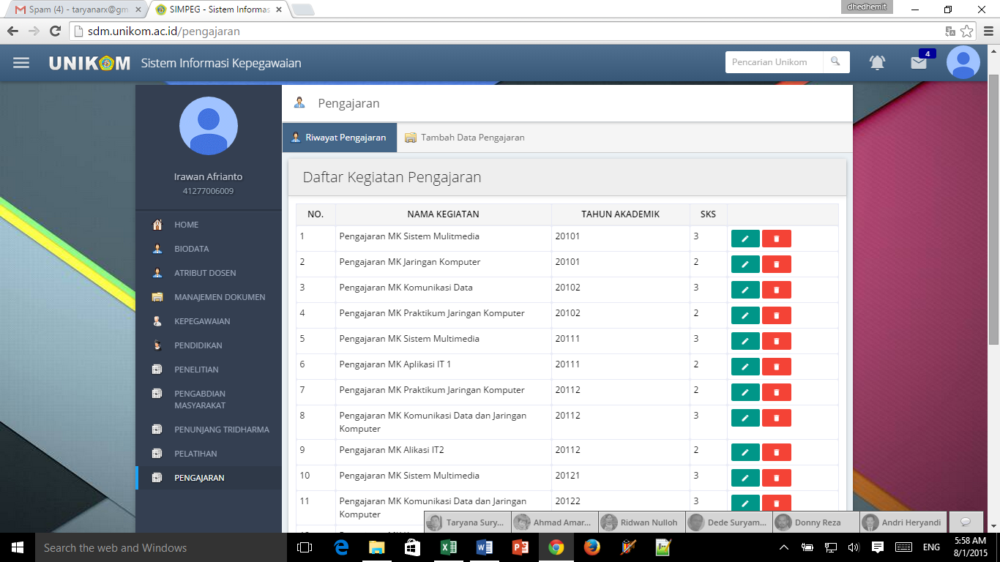 dhedhemit
Spam (4) - taryanarx@gm
SIMPEG - Sistem Informas
sdm.unikom.ac.id/pengajaran
UNIKOM Sistem Informasi Kepegawaian
Pencarian Unikom
4
Irawan Afrianto
41277006009
HOME
BIODATA
ATRIBUT DOSEN
MANAJEMEN DOKUMEN
KEPEGAWAIAN
PENDIDIKAN
PENELITIAN
PENGABDIAN
MASYARAKAT
PENUNJANG TRIDHARMA
PELATIHAN
PENGAJARAN
Pengajaran
Riwayat Pengajaran Tambah Data Pengajaran
Daftar Kegiatan Pengajaran
NO. NAMA KEGIATAN TAHUN AKADEMIK SKS
1 Pengajaran MK Sistem Mulitmedia 20101 3
2 Pengajaran MK Jaringan Komputer 20101 2
3 Pengajaran MK Komunikasi Data 20102 3
4 Pengajaran MK Praktikum Jaringan Komputer 20102 2
5 Pengajaran MK Sistem Multimedia 20111 3
6 Pengajaran MK Aplikasi IT 1 20111 2
7 Pengajaran MK Praktikum Jaringan Komputer 20112 2
8 Pengajaran MK Komunikasi Data dan Jaringan 20112 3
Komputer
9 Pengajaran MK Alikasi IT2 20112 2
10 Pengajaran MK Sistem Multimedia 20121 3
11 Pengajaran MK Komunikasi Data dan Jaringan 20122 3
Komputer
Taryana Sury... Ahmad Amar... Ridwan Nulloh Dede Suryam... Donny Reza Andri Heryandi
Search the web and Windows
ENG
5:58 AM
8/1/2015